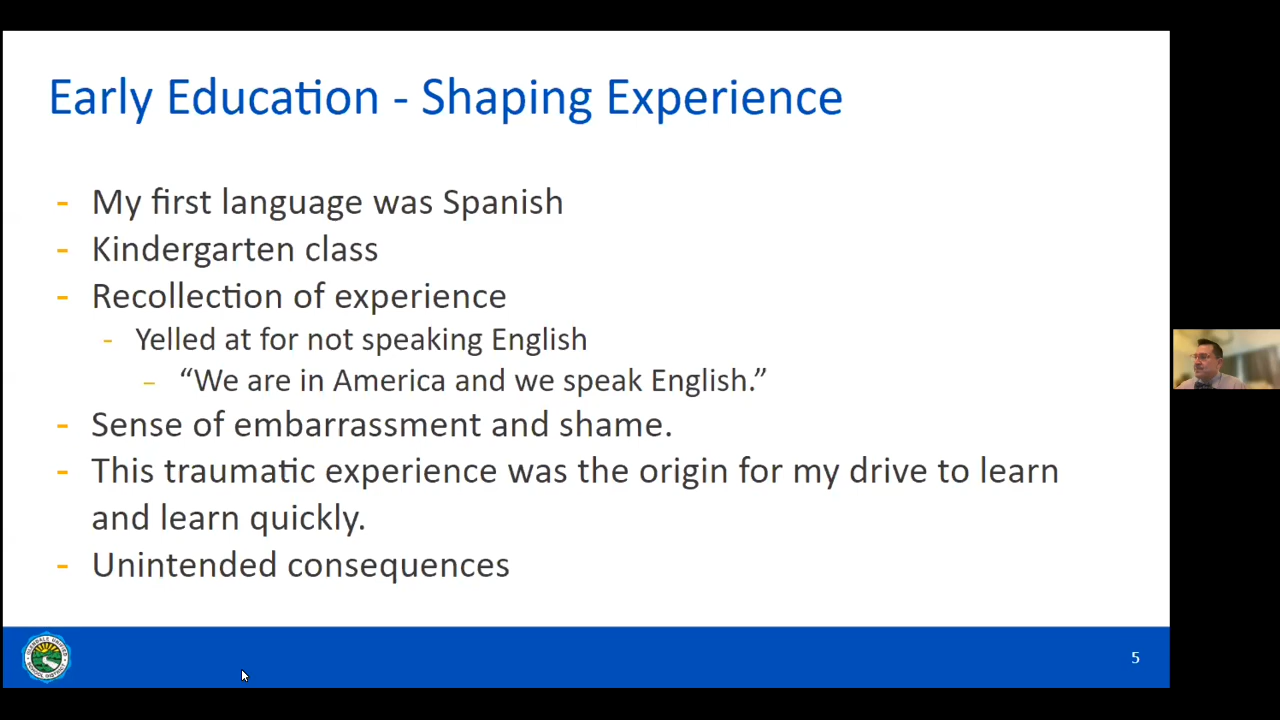 Early Education - Shaping Experience
- My first language was Spanish
- Kindergarten class
- Recollection of experience
- Yelled at for not speaking English
– “We are in America and we speak English.”
- Sense of embarrassment and shame.
- This traumatic experience was the origin for my drive to learn
and learn quickly.
- Unintended consequences
5